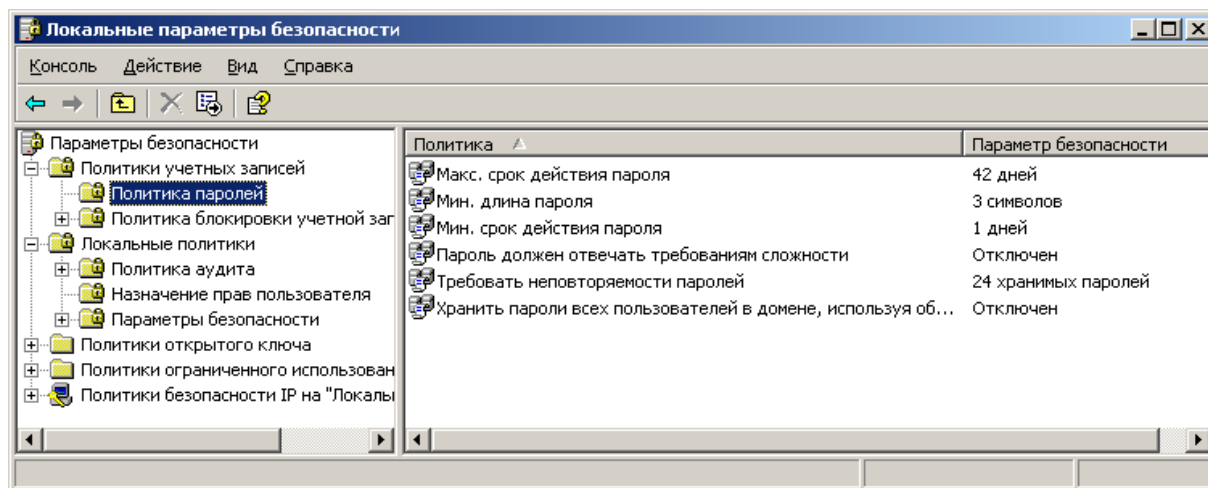 Локальные параметры безопасности
Консоль Действие Вид Справка
Параметры безопасности
Политики учетных записей
Политика паролей
Политика блокировки учетной заг
Локальные политики
Политика аудита
Назначение прав пользователя
Параметры безопасности
Политики открытого ключа
Политики ограниченного использован
Политики безопасности IP на "Локалы
Политика Параметр безопасности
Макс. срок действия пароля 42 дней
Мин. длина пароля 3 символов
Мин. срок действия пароля 1 дней
Пароль должен отвечать требованиям сложности Отключен
Требовать неповторяемости паролей 24 хранимых паролей
Хранить пароли всех пользователей в домене, используя об... Отключен